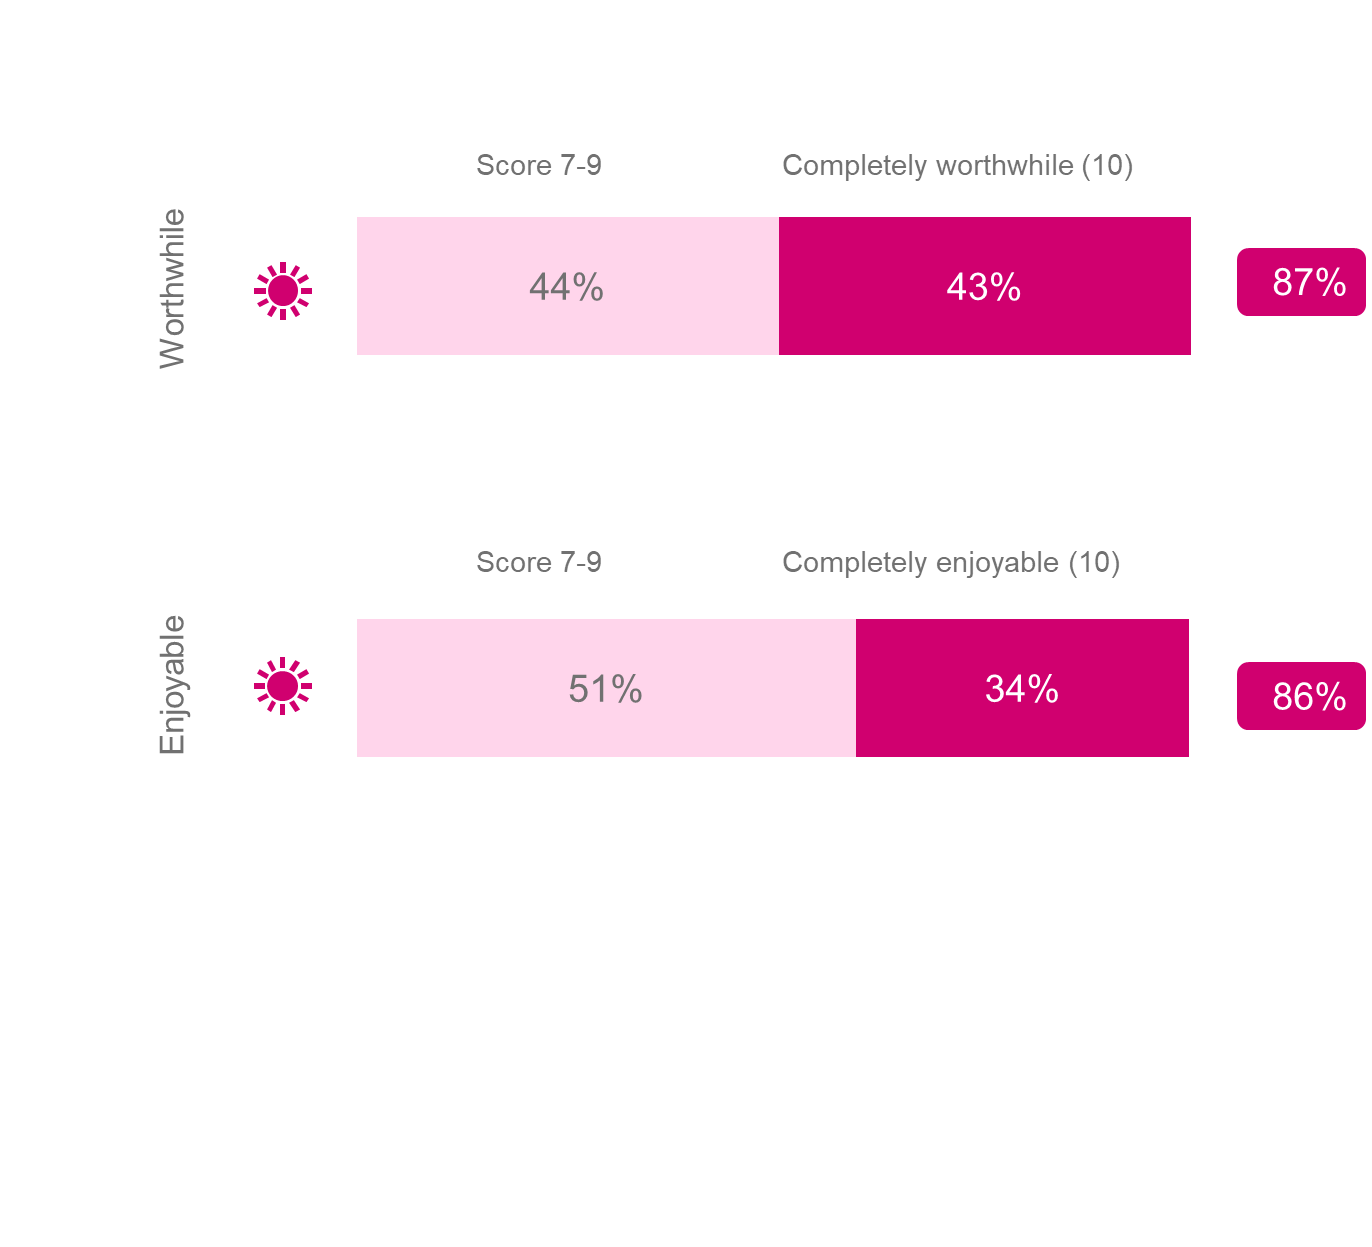 Score 7-9 Completely worthwhile (10)
Worthwhile
44% 43% 87%
Score 7-9 Completely enjoyable (10)
Enjoyable
51% 34% 86%